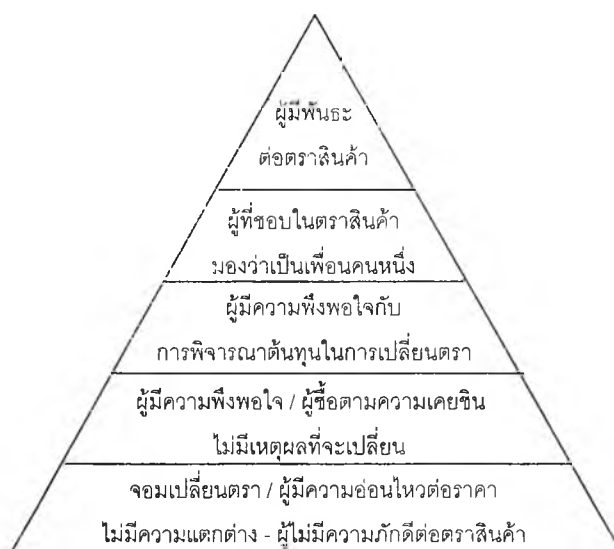 ผู้มีพันธะ
ต่อตราสินค้า
ผู้ที่ชอบในตราสินค้า
มองว่าเป็นเพื่อนคนหนึ่ง
ผู้มีความพึงพอใจกับ
การพิจารณาต้นทุนในการเปลี่ยนตรา
ผู้มีความพึงพอใจ / ผู้ซื้อตามความเคยชิน
ไม่มีเหตุผลที่จะเปลี่ยน
จอมเปลี่ยนตรา / ผู้มีความอ่อนไหวต่อราคา
ไม่มีความแตกต่าง - ผู้ไม่มีความภักดีต่อตราสินค้า